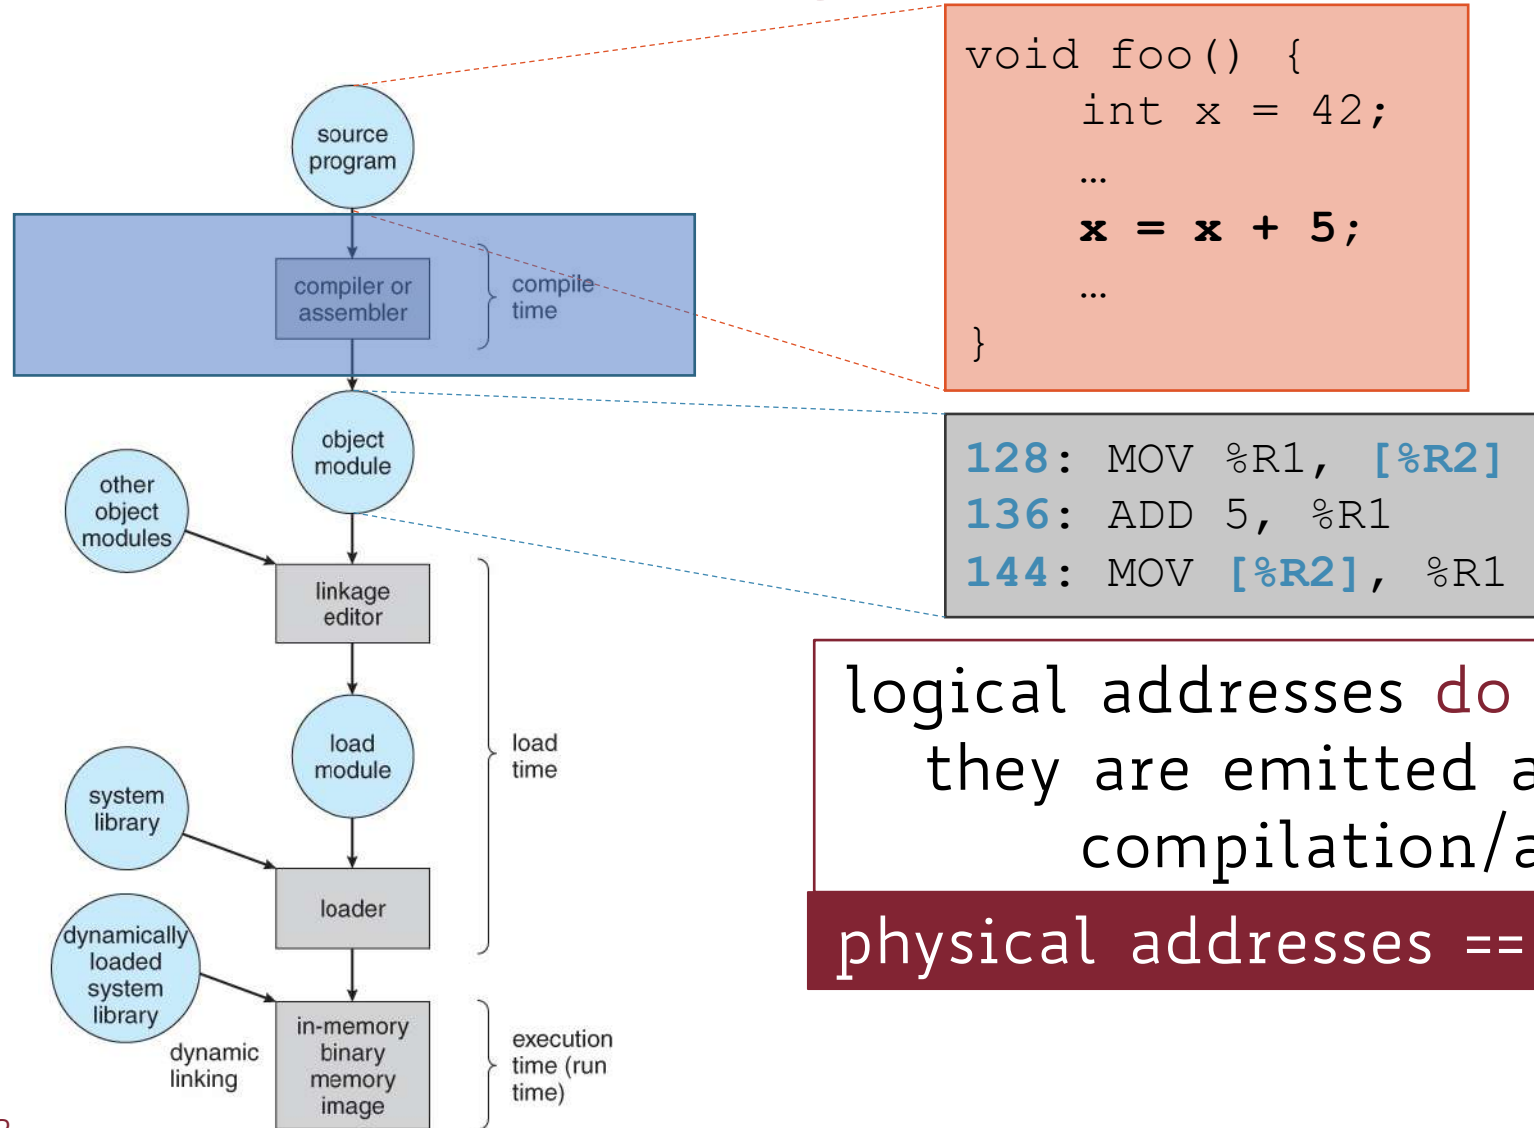 source
program
compiler or
assembler
compile
time
object
module
other
object
modules
linkage
editor
load
module
load
time
system
library
loader
dynamically
loaded
system
library
dynamic
linking
in-memory
binary
memory
image
execution
time (run
time)
void foo() {
int x = 42;
…
x = x + 5;
…
}
128: MOV %R1, [%R2]
136: ADD 5, %R1
144: MOV [%R2], %R1
logical addresses do
they are emitted a
compilation/a
physical addresses ==